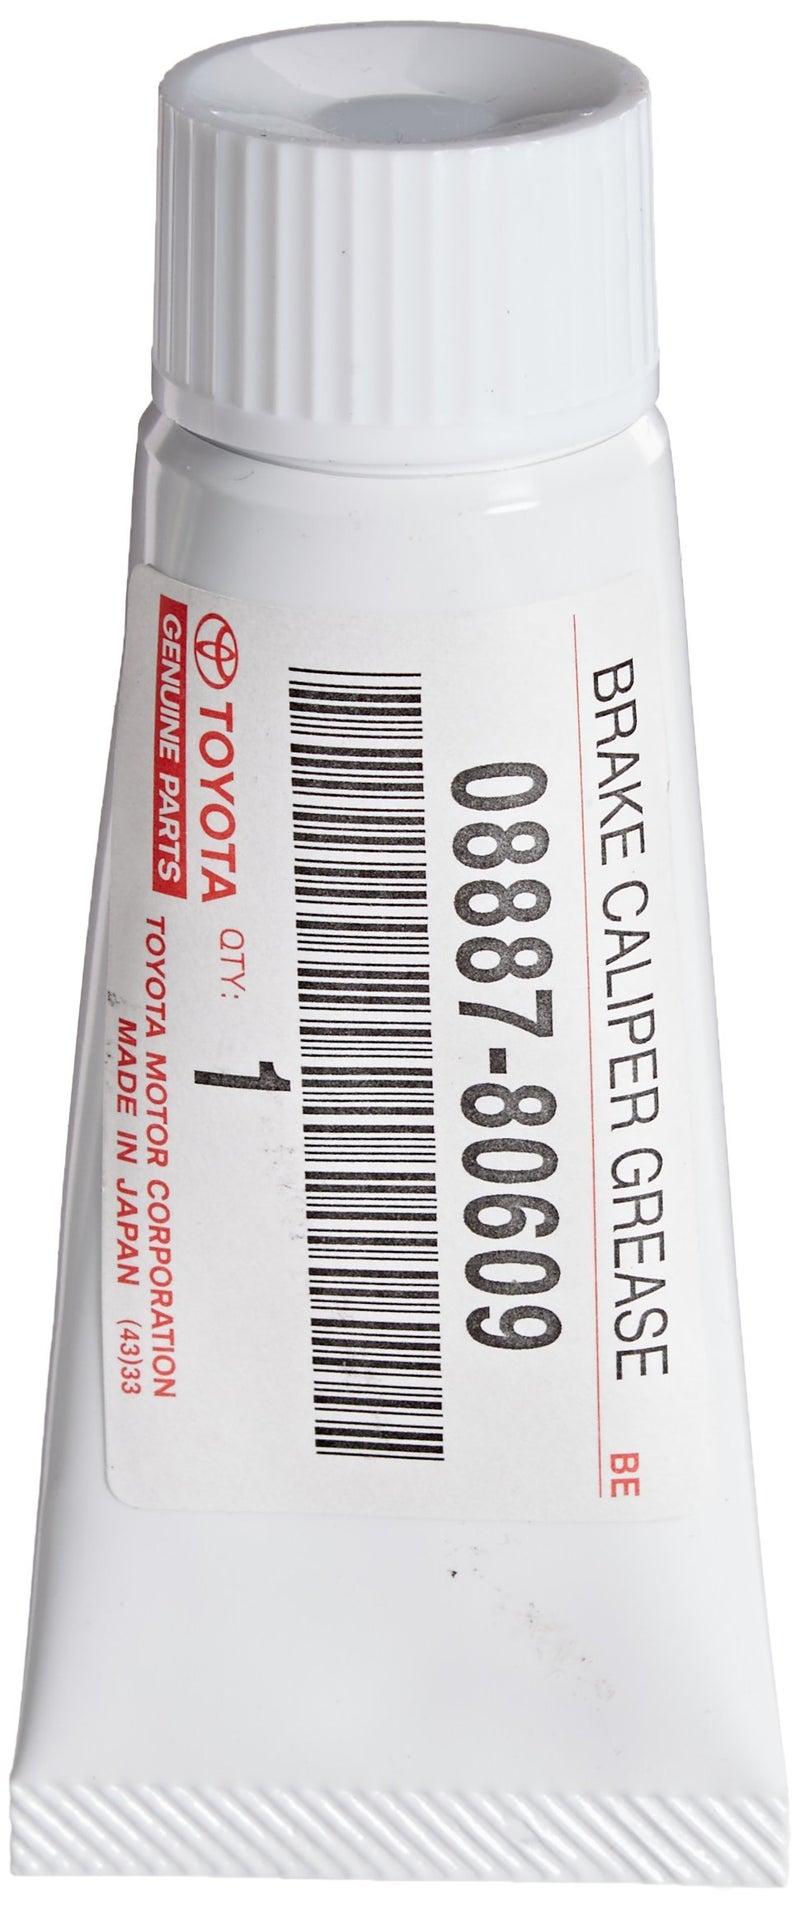 BRAKE CALIPER GREASE BE
08887-80609
QTY: 1
TOYOTA
GENUINE PARTS
TOYOTA MOTOR CORPORATION
MADE IN JAPAN (43)33